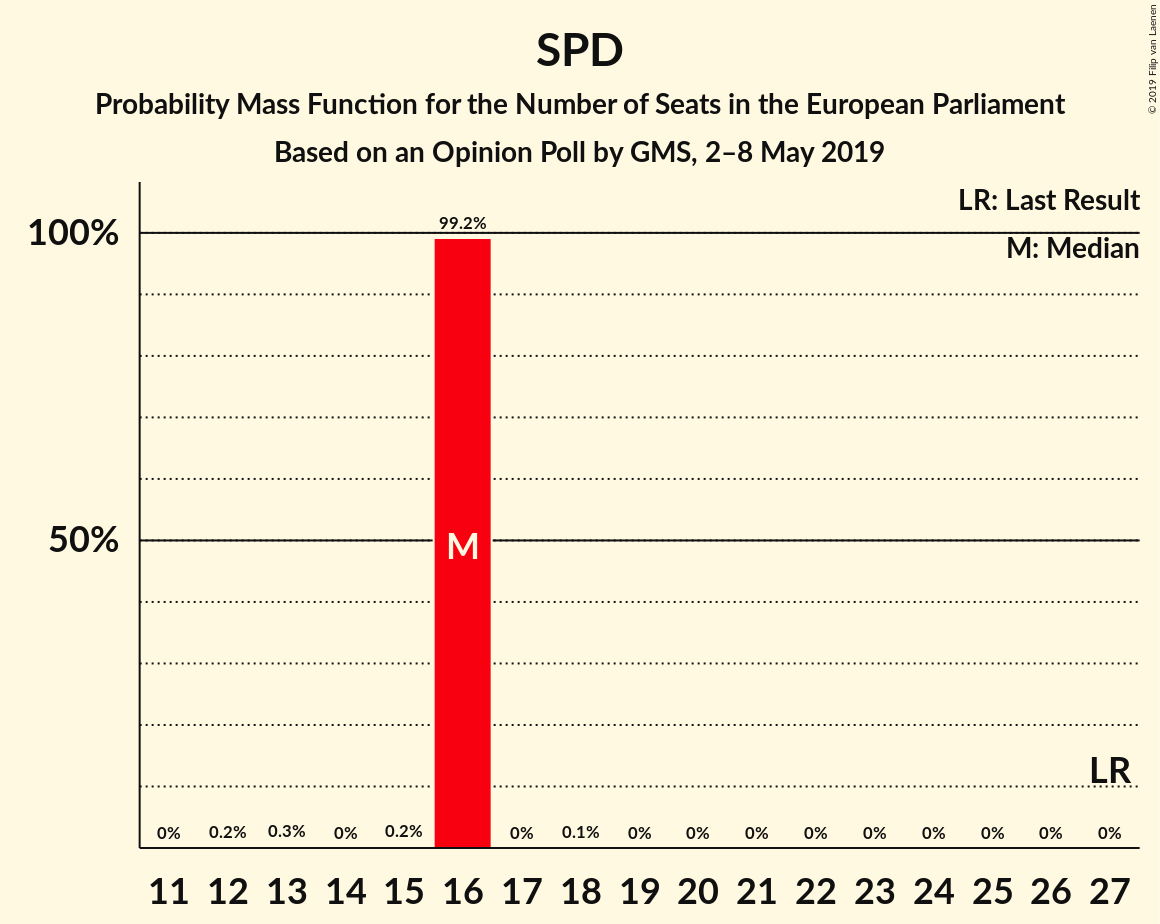 SPD
Probability Mass Function for the Number of Seats in the European Parliament
Based on an Opinion Poll by GMS, 2–8 May 2019
© 2019 Filip van Laenen
LR: Last Result
M: Median
100%
50%
99.2%
M
LR
0% 0.2% 0.3% 0% 0.2% 0% 0.1% 0% 0% 0% 0% 0% 0% 0% 0% 0%
11 12 13 14 15 16 17 18 19 20 21 22 23 24 25 26 27